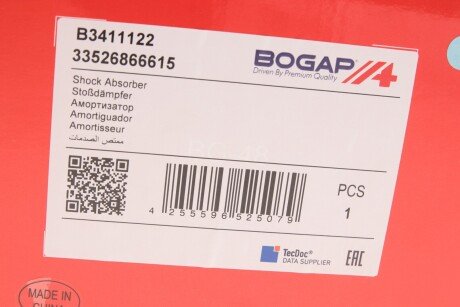 B3411122
33526866615
BOGAP
Driven By Premium Quality
Shock Absorber
Stoßdämpfer
Амортизатор
Amortiguador
Amortisseur
ممتص الصدمات
PCS
1
4 255596 525079
TecDoc®
DATA SUPPLIER
EAC
MADE IN